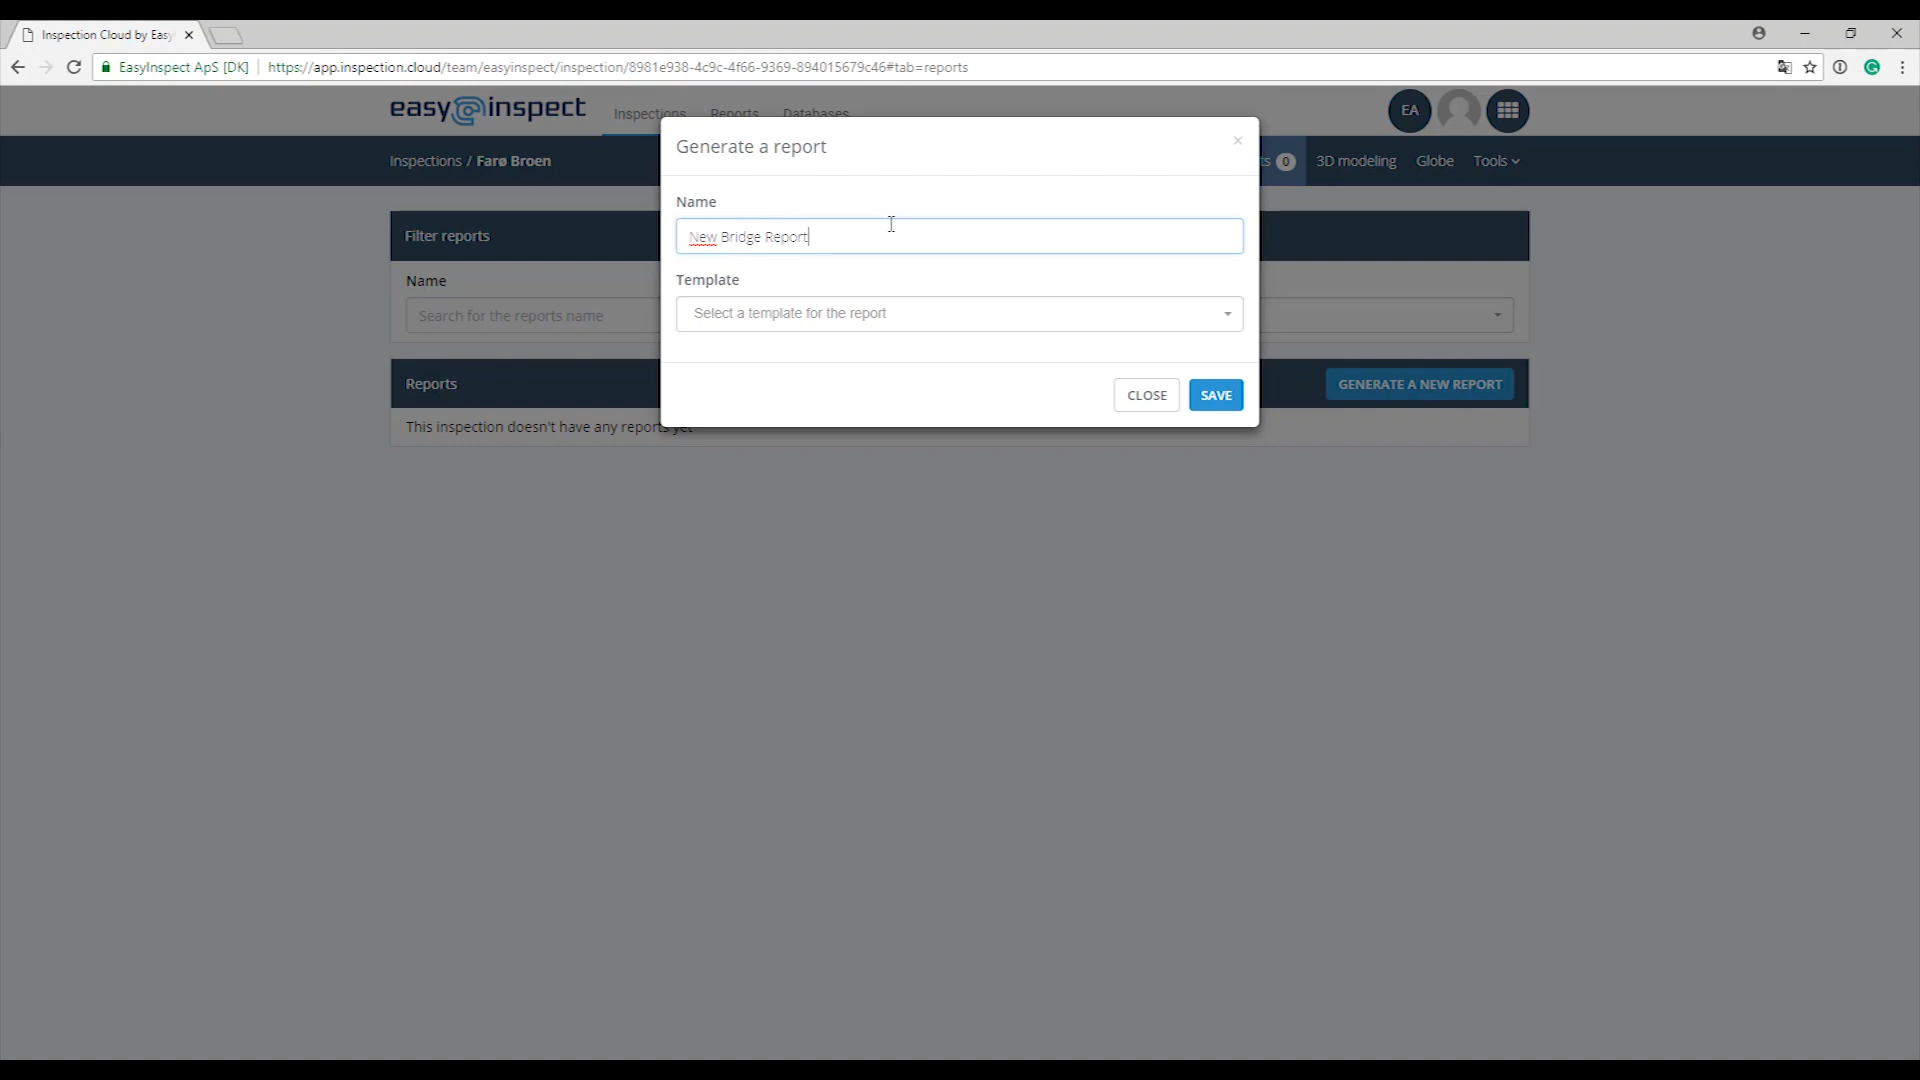 Inspection Cloud by Easy
EasyInspect ApS [DK] https://app.inspection.cloud/team/easyinspect/inspection/8981e938-4c9c-4f66-9369-894015679c46#tab=reports
easy@inspect Inspections Reports Databases EA
Inspections / Farø Broen ts 0 3D modeling Globe Tools
Generate a report ×
Name
New Bridge Report
Template
Select a template for the report
CLOSE SAVE
Filter reports
Name
Search for the reports name
Reports GENERATE A NEW REPORT
This inspection doesn't have any reports yet